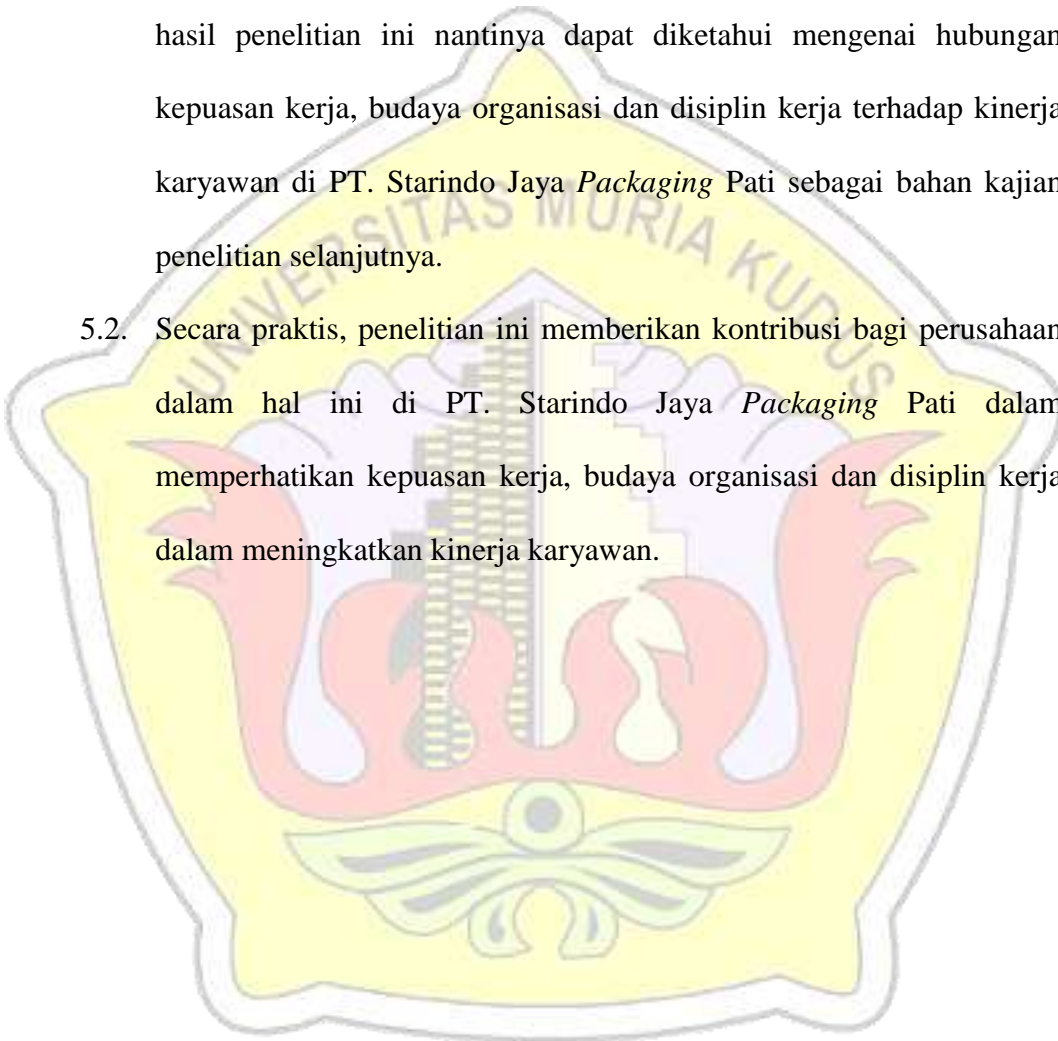 hasil penelitian ini nantinya dapat diketahui mengenai hubungan
kepuasan kerja, budaya organisasi dan disiplin kerja terhadap kinerja
karyawan di PT. Starindo Jaya Packaging Pati sebagai bahan kajian
penelitian selanjutnya.
UNIVERSITAS MURIA KUDUS
5.2. Secara praktis, penelitian ini memberikan kontribusi bagi perusahaan
dalam hal ini di PT. Starindo Jaya Packaging Pati dalam
memperhatikan kepuasan kerja, budaya organisasi dan disiplin kerja
dalam meningkatkan kinerja karyawan.